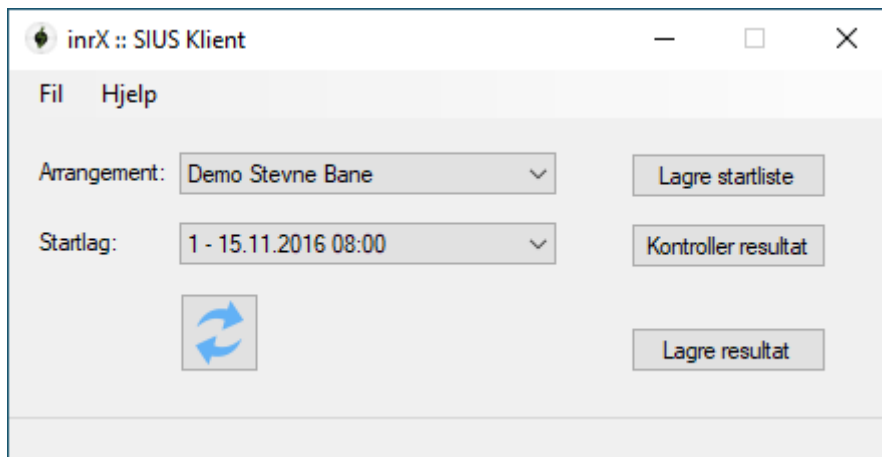 inrX :: SIUS Klient
Fil Hjelp
Arrangement: Demo Stevne Bane Lagre startliste
Startlag: 1 - 15.11.2016 08:00 Kontroller resultat
Lagre resultat